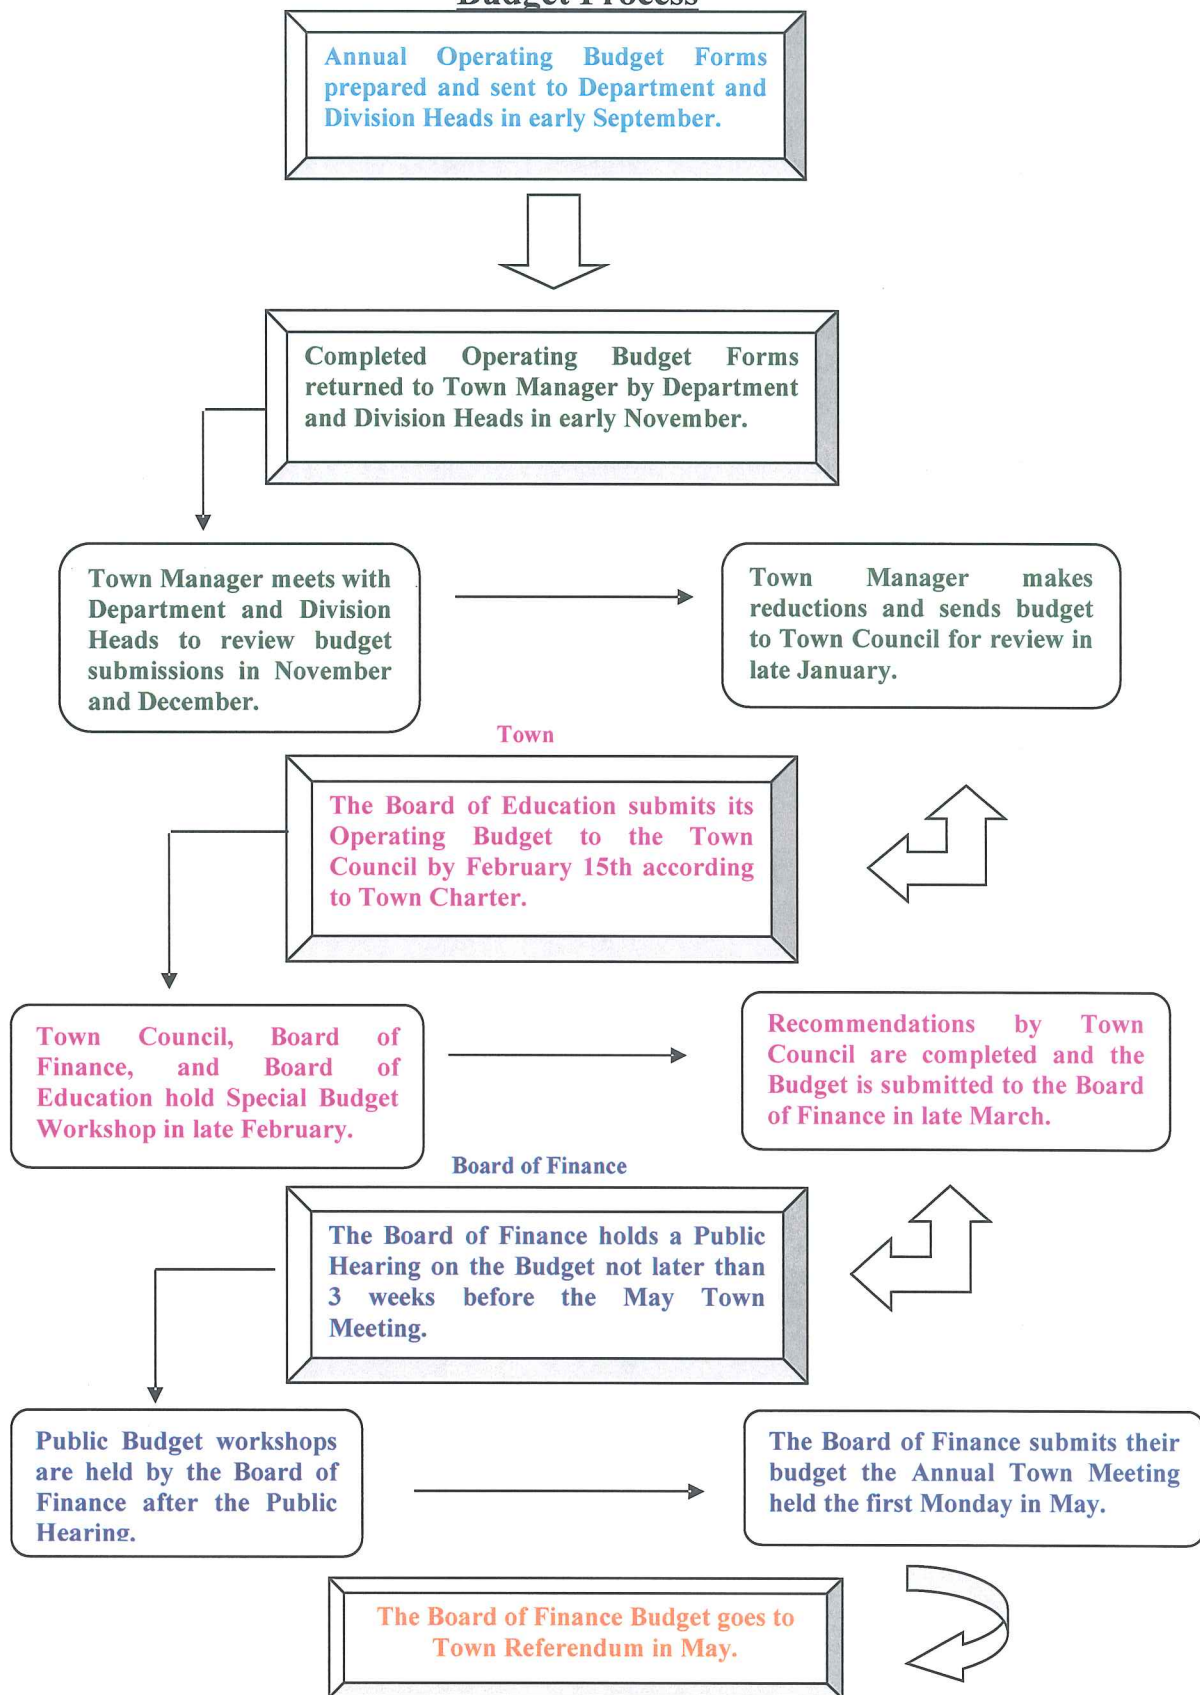 Budget Process
Annual Operating Budget Forms
prepared and sent to Department and
Division Heads in early September.
Completed Operating Budget Forms
returned to Town Manager by Department
and Division Heads in early November.
Town Manager meets with
Department and Division
Heads to review budget
submissions in November
and December.
Town Manager makes
reductions and sends budget
to Town Council for review in
late January.
Town
The Board of Education submits its
Operating Budget to the Town
Council by February 15th according
to Town Charter.
Town Council, Board of
Finance, and Board of
Education hold Special Budget
Workshop in late February.
Recommendations by Town
Council are completed and the
Budget is submitted to the Board
of Finance in late March.
Board of Finance
The Board of Finance holds a Public
Hearing on the Budget not later than
3 weeks before the May Town
Meeting.
Public Budget workshops
are held by the Board of
Finance after the Public
Hearing.
The Board of Finance submits their
budget the Annual Town Meeting
held the first Monday in May.
The Board of Finance Budget goes to
Town Referendum in May.